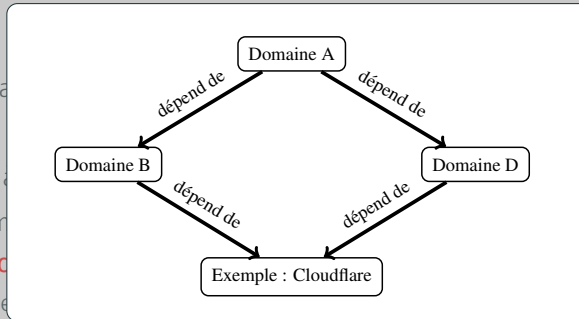 Domaine A
dépend de
dépend de
Domaine B
Domaine D
dépend de
dépend de
Exemple : Cloudflare